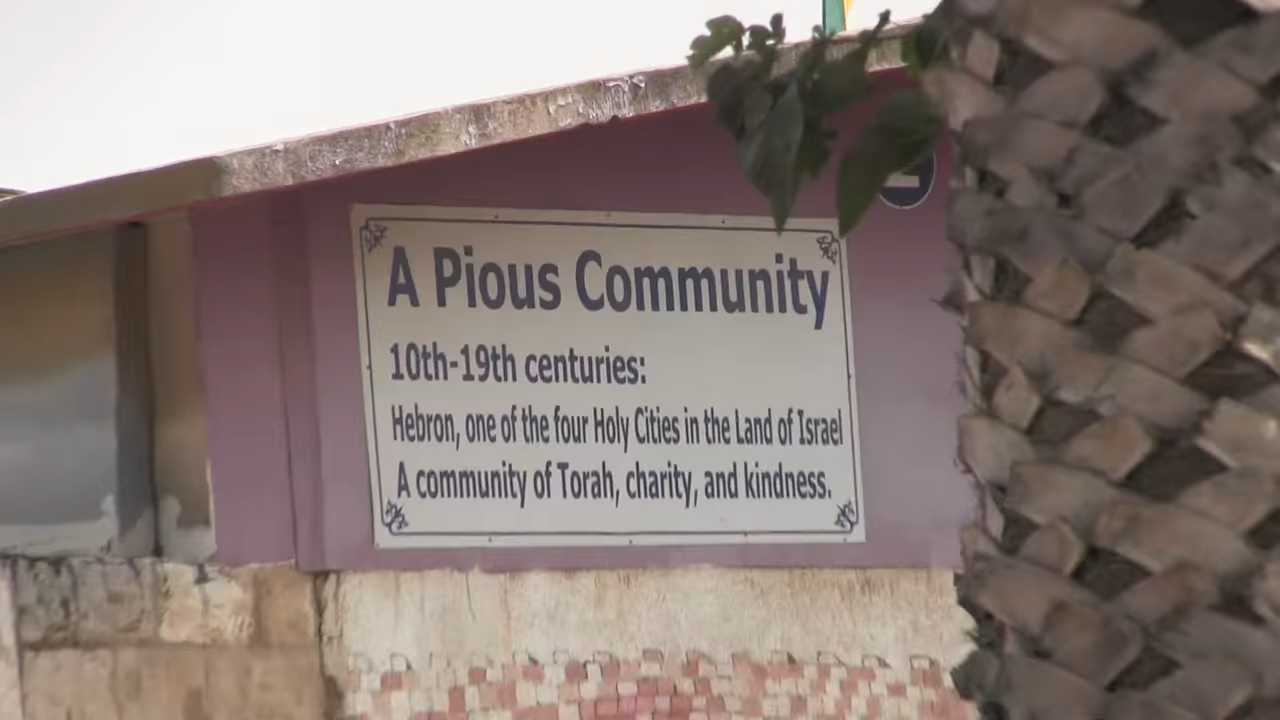 A Pious Community
10th-19th centuries:
Hebron, one of the four Holy Cities in the Land of Israel
A community of Torah, charity, and kindness.